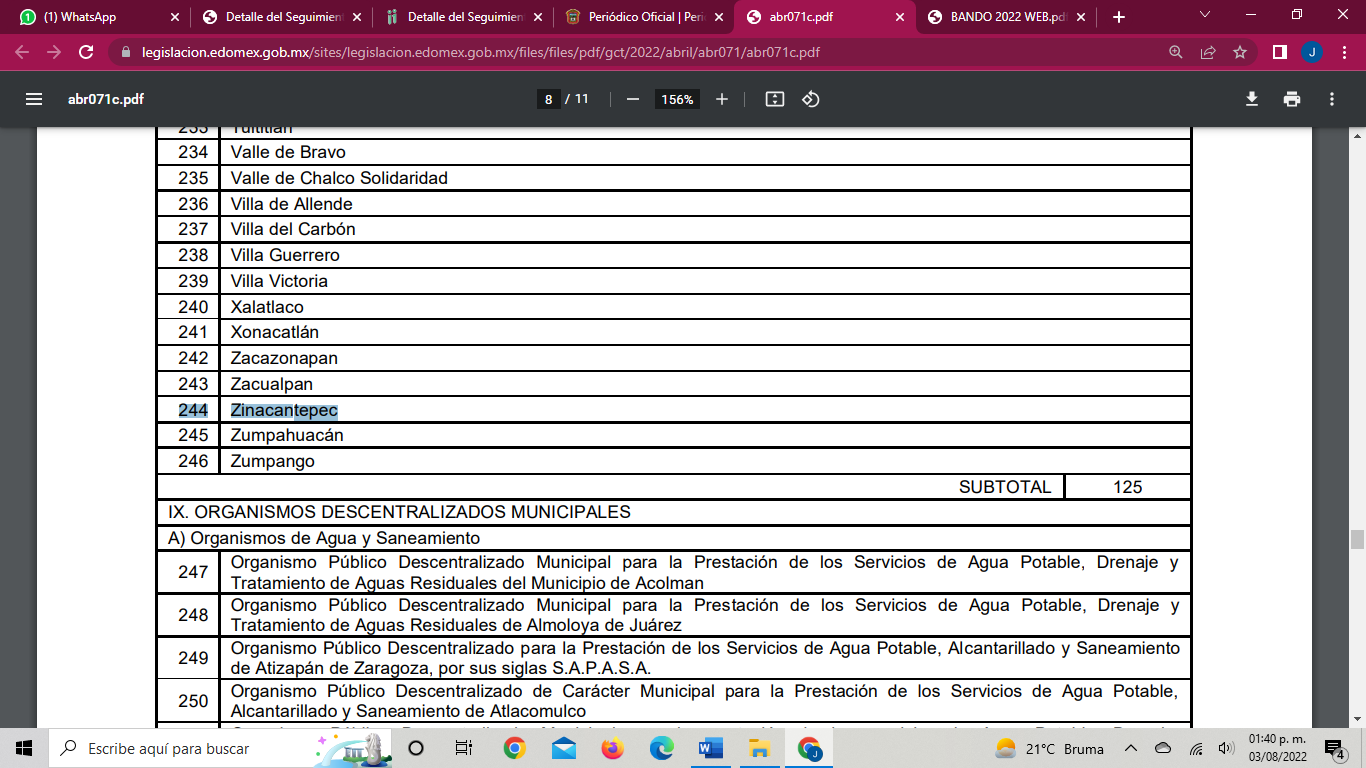 (1) WhatsApp
Detalle del Seguimien
Detalle del Seguimien
Periódico Oficial | Peri
abr071c.pdf
BANDO 2022 WEB.pdf
legislacion.edomex.gob.mx/sites/legislacion.edomex.gob.mx/files/files/pdf/gct/2022/abril/abr071/abr071c.pdf
J
abr071c.pdf
8 / 11
156%
233 Tultitlán
234 Valle de Bravo
235 Valle de Chalco Solidaridad
236 Villa de Allende
237 Villa del Carbón
238 Villa Guerrero
239 Villa Victoria
240 Xalatlaco
241 Xonacatlán
242 Zacazonapan
243 Zacualpan
244 Zinacantepec
245 Zumpahuacán
246 Zumpango
SUBTOTAL 125
IX. ORGANISMOS DESCENTRALIZADOS MUNICIPALES
A) Organismos de Agua y Saneamiento
247 Organismo Público Descentralizado Municipal para la Prestación de los Servicios de Agua Potable, Drenaje y
Tratamiento de Aguas Residuales del Municipio de Acolman
248 Organismo Público Descentralizado Municipal para la Prestación de los Servicios de Agua Potable, Drenaje y
Tratamiento de Aguas Residuales de Almoloya de Juárez
249 Organismo Público Descentralizado para la Prestación de los Servicios de Agua Potable, Alcantarillado y Saneamiento
de Atizapán de Zaragoza, por sus siglas S.A.P.A.S.A.
250 Organismo Público Descentralizado de Carácter Municipal para la Prestación de los Servicios de Agua Potable,
Alcantarillado y Saneamiento de Atlacomulco
Escribe aquí para buscar
21°C Bruma
01:40 p. m.
03/08/2022
4